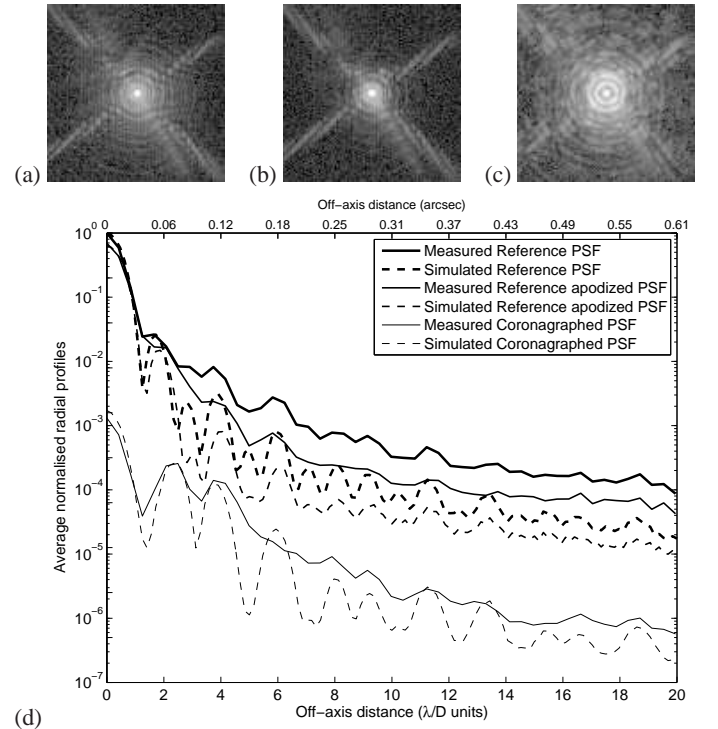 (a) (b) (c)
Off−axis distance (arcsec)
0 0.06 0.12 0.18 0.25 0.31 0.37 0.43 0.49 0.55 0.61
10^0
10^−1
10^−2
10^−3
10^−4
10^−5
10^−6
10^−7
Average normalised radial profiles
Measured Reference PSF
Simulated Reference PSF
Measured Reference apodized PSF
Simulated Reference apodized PSF
Measured Coronagraphed PSF
Simulated Coronagraphed PSF
0 2 4 6 8 10 12 14 16 18 20
Off−axis distance (λ/D units)
(d)